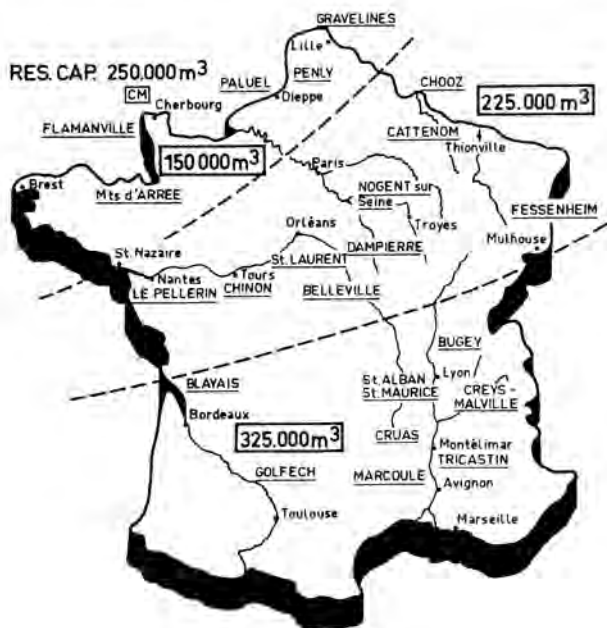 GRAVELINES
Lille
RES. CAP. 250.000 m³
PALUEL
PENLY
CHOOZ
CM
Cherbourg
Dieppe
225.000 m³
FLAMANVILLE
CATTENOM
Thionville
150 000 m³
Paris
Brest
Mts d'ARREE
NOGENT sur
Seine
FESSENHEIM
Troyes
Orléans
DAMPIERRE
Mulhouse
St. Nazaire
St. LAURENT
Nantes
Tours
LE PELLERIN
CHINON
BELLEVILLE
BUGEY
BLAYAIS
St. ALBAN
St. MAURICE
Lyon
CREYS-
MALVILLE
Bordeaux
325.000 m³
CRUAS
Montélimar
TRICASTIN
GOLFECH
MARCOULE
Avignon
Toulouse
Marseille